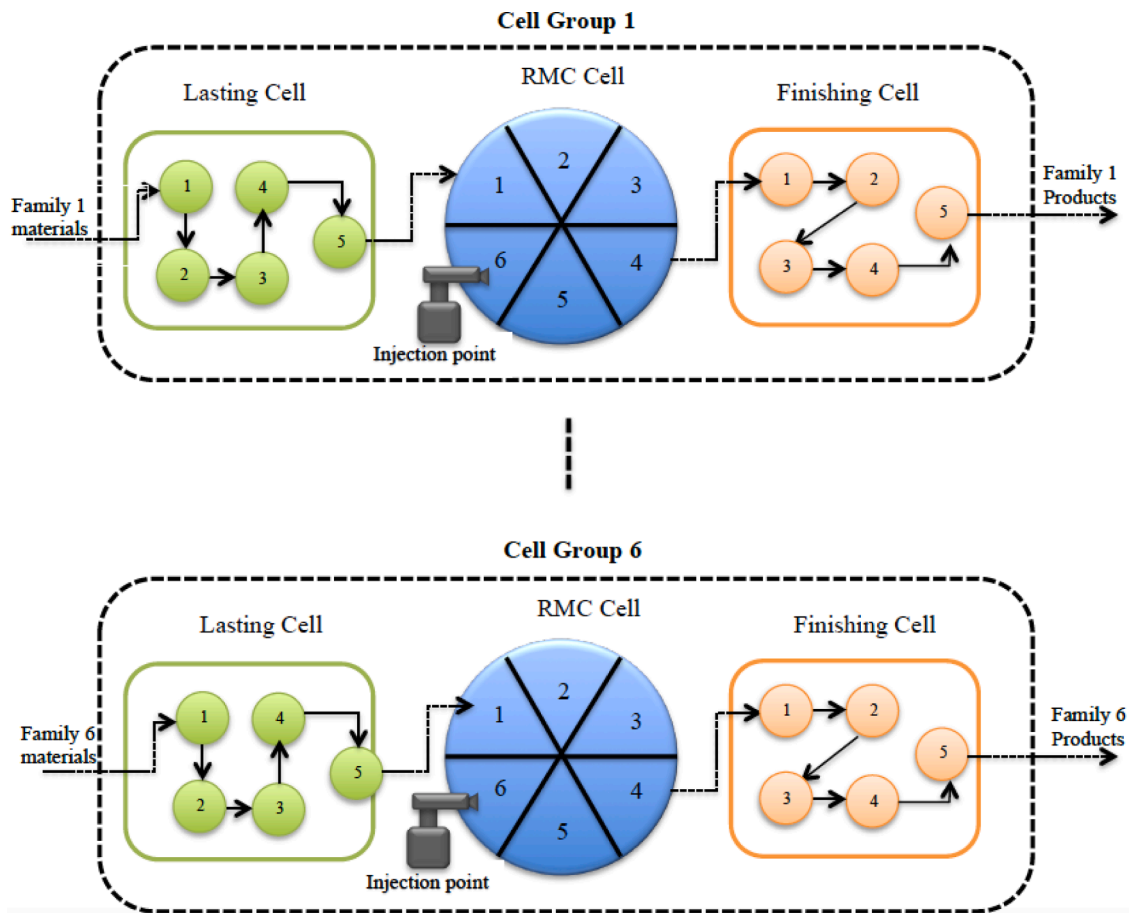 Cell Group 1
Lasting Cell
RMC Cell
Finishing Cell
Family 1
materials
1
2
3
4
5
1
2
3
4
5
6
Injection point
1
2
3
4
5
Family 1
Products
Cell Group 6
Lasting Cell
RMC Cell
Finishing Cell
Family 6
materials
1
2
3
4
5
1
2
3
4
5
6
Injection point
1
2
3
4
5
Family 6
Products